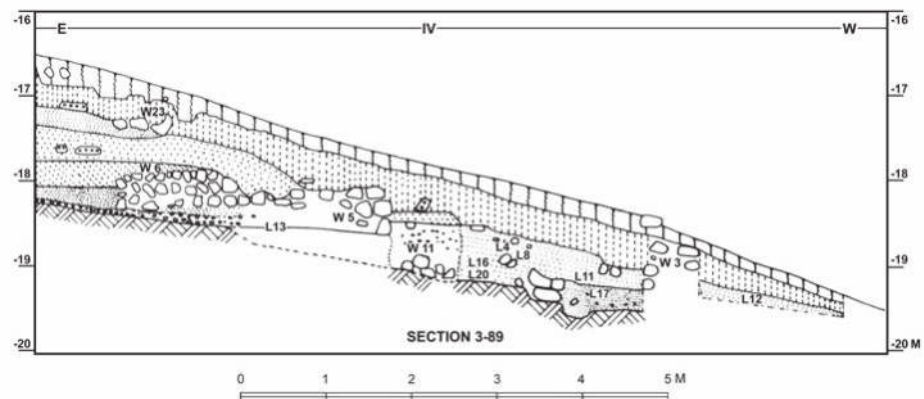 -16 -16
E IV W
-17 -17
W23
-18 -18
W 6
W 5
L13
L4
L8
W 11
W 3
L16
-19 -19
L20
L11
L17
L12
SECTION 3-89
-20 -20 M
0 1 2 3 4 5 M